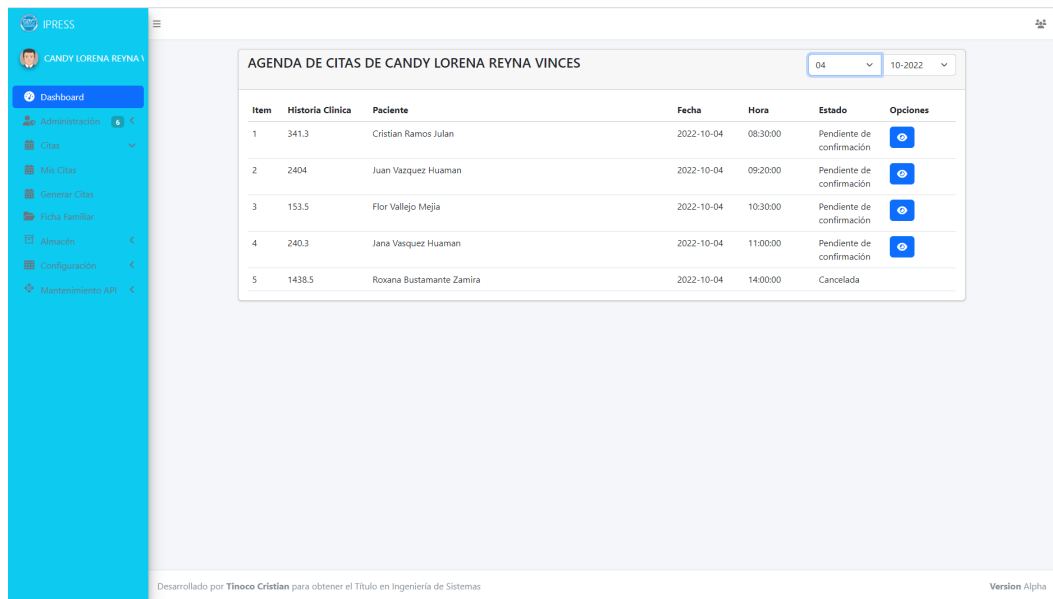 IPRESS
CANDY LORENA REYNA V
Dashboard
Administración 6
Citas
Mis Citas
Generar Citas
Ficha Familiar
Almacén
Configuración
Mantenimiento API
AGENDA DE CITAS DE CANDY LORENA REYNA VINCES 04 10-2022
Item Historia Clinica Paciente Fecha Hora Estado Opciones
1 341.3 Cristian Ramos Julan 2022-10-04 08:30:00 Pendiente de
confirmación
2 2404 Juan Vazquez Huaman 2022-10-04 09:20:00 Pendiente de
confirmación
3 153.5 Flor Vallejo Mejia 2022-10-04 10:30:00 Pendiente de
confirmación
4 240.3 Jana Vasquez Huaman 2022-10-04 11:00:00 Pendiente de
confirmación
5 1438.5 Roxana Bustamante Zamira 2022-10-04 14:00:00 Cancelada
Desarrollado por Tinoco Cristian para obtener el Título en Ingeniería de Sistemas Version Alpha